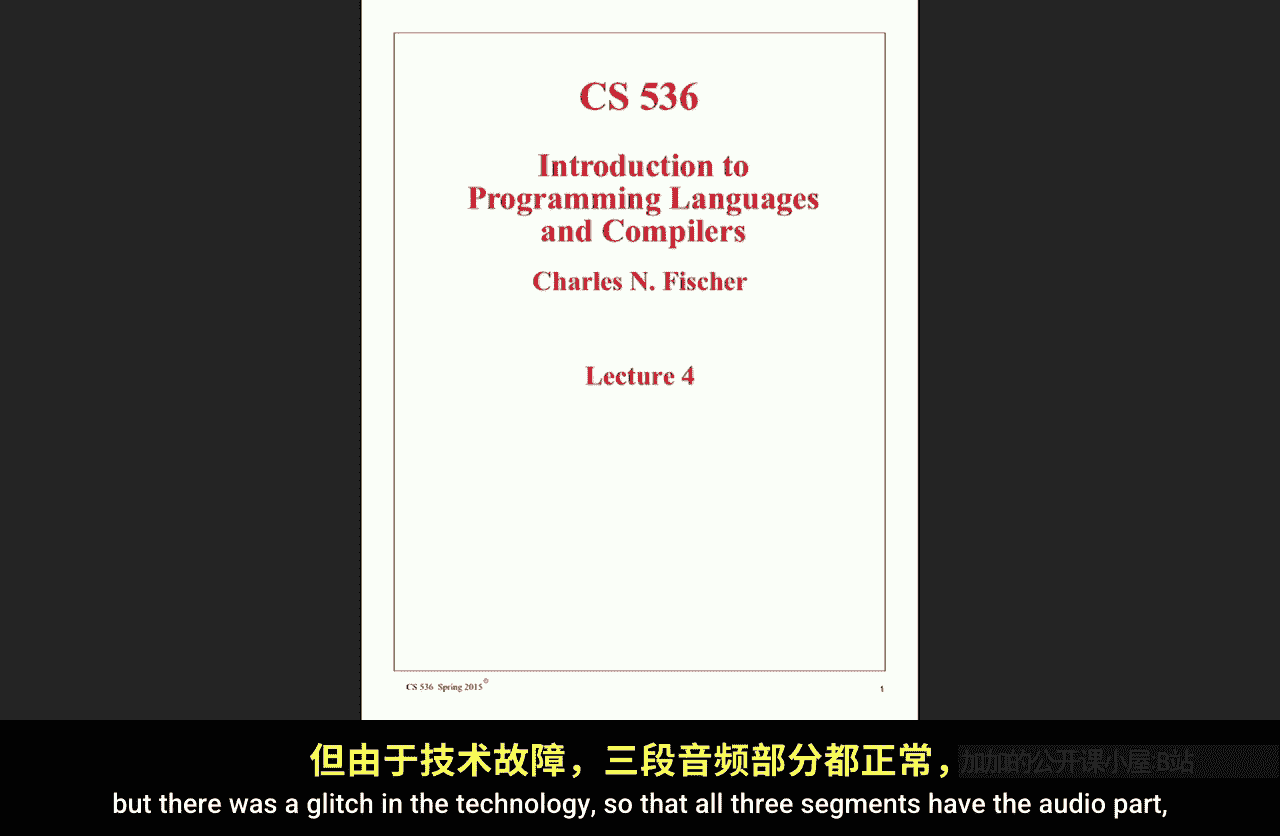 CS 536
Introduction to
Programming Languages
and Compilers
Charles N. Fischer
Lecture 4
CS 536 Spring 2015©
1
但由于技术故障，三段音频部分都正常，
加加的公开课小屋 B站
but there was a glitch in the technology, so that all three segments have the audio part,